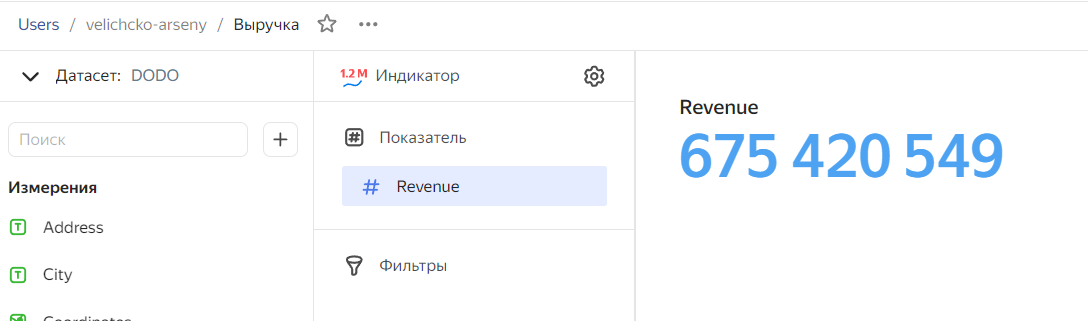 Users / velichcko-arseny / Выручка
Датасет: DODO
1.2 M Индикатор
Поиск
Измерения
Address
City
Coordinates
Показатель
Revenue
Фильтры
Revenue
675 420 549